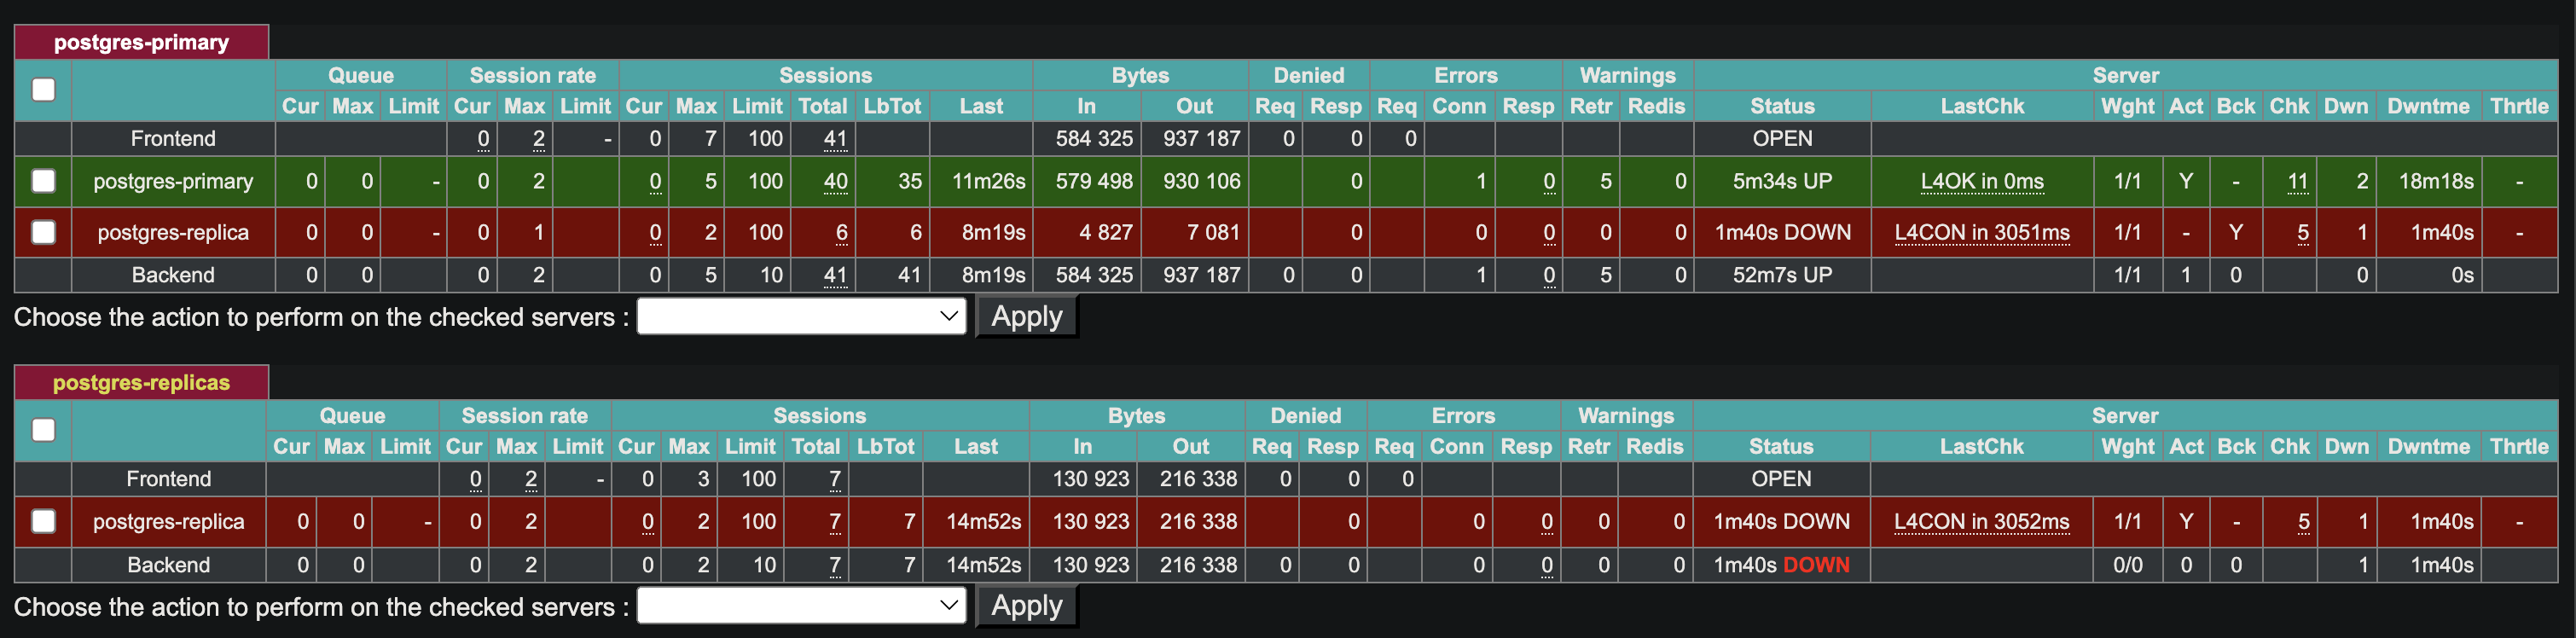 postgres-primary
Queue Session rate Sessions Bytes Denied Errors Warnings Server
Cur Max Limit Cur Max Limit Cur Max Limit Total LbTot Last In Out Req Resp Req Conn Resp Retr Redis Status LastChk Wght Act Bck Chk Dwn Dwntme Thrtle
Frontend 0 2 - 0 7 100 41 584 325 937 187 0 0 0 OPEN
postgres-primary 0 0 - 0 2 0 5 100 40 35 11m26s 579 498 930 106 0 1 0 5 0 5m34s UP L4OK in 0ms 1/1 Y - 11 2 18m18s -
postgres-replica 0 0 - 0 1 0 2 100 6 6 8m19s 4 827 7 081 0 0 0 0 0 1m40s DOWN L4CON in 3051ms 1/1 - Y 5 1 1m40s -
Backend 0 0 0 2 0 5 10 41 41 8m19s 584 325 937 187 0 0 1 0 5 0 52m7s UP 1/1 1 0 0 0s
Choose the action to perform on the checked servers : Apply
postgres-replicas
Queue Session rate Sessions Bytes Denied Errors Warnings Server
Cur Max Limit Cur Max Limit Cur Max Limit Total LbTot Last In Out Req Resp Req Conn Resp Retr Redis Status LastChk Wght Act Bck Chk Dwn Dwntme Thrtle
Frontend 0 2 - 0 3 100 7 130 923 216 338 0 0 0 OPEN
postgres-replica 0 0 - 0 2 0 2 100 7 7 14m52s 130 923 216 338 0 0 0 0 0 1m40s DOWN L4CON in 3052ms 1/1 Y - 5 1 1m40s -
Backend 0 0 0 2 0 2 10 7 7 14m52s 130 923 216 338 0 0 0 0 0 0 1m40s DOWN 0/0 0 0 1 1m40s
Choose the action to perform on the checked servers : Apply